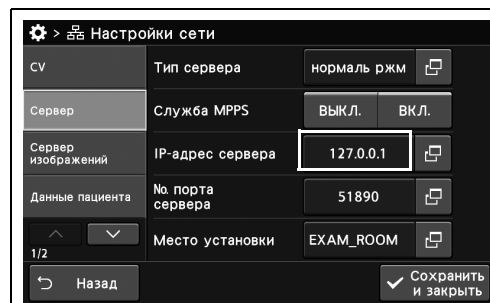 > Настройки сети
CV
Тип сервера
нормаль ржм
Сервер
Служба MPPS
ВЫКЛ.
ВКЛ.
Сервер
изображений
IP-адрес сервера
127.0.0.1
Данные пациента
№. порта
сервера
51890
1/2
Место установки
EXAM_ROOM
Назад
Сохранить
и закрыть